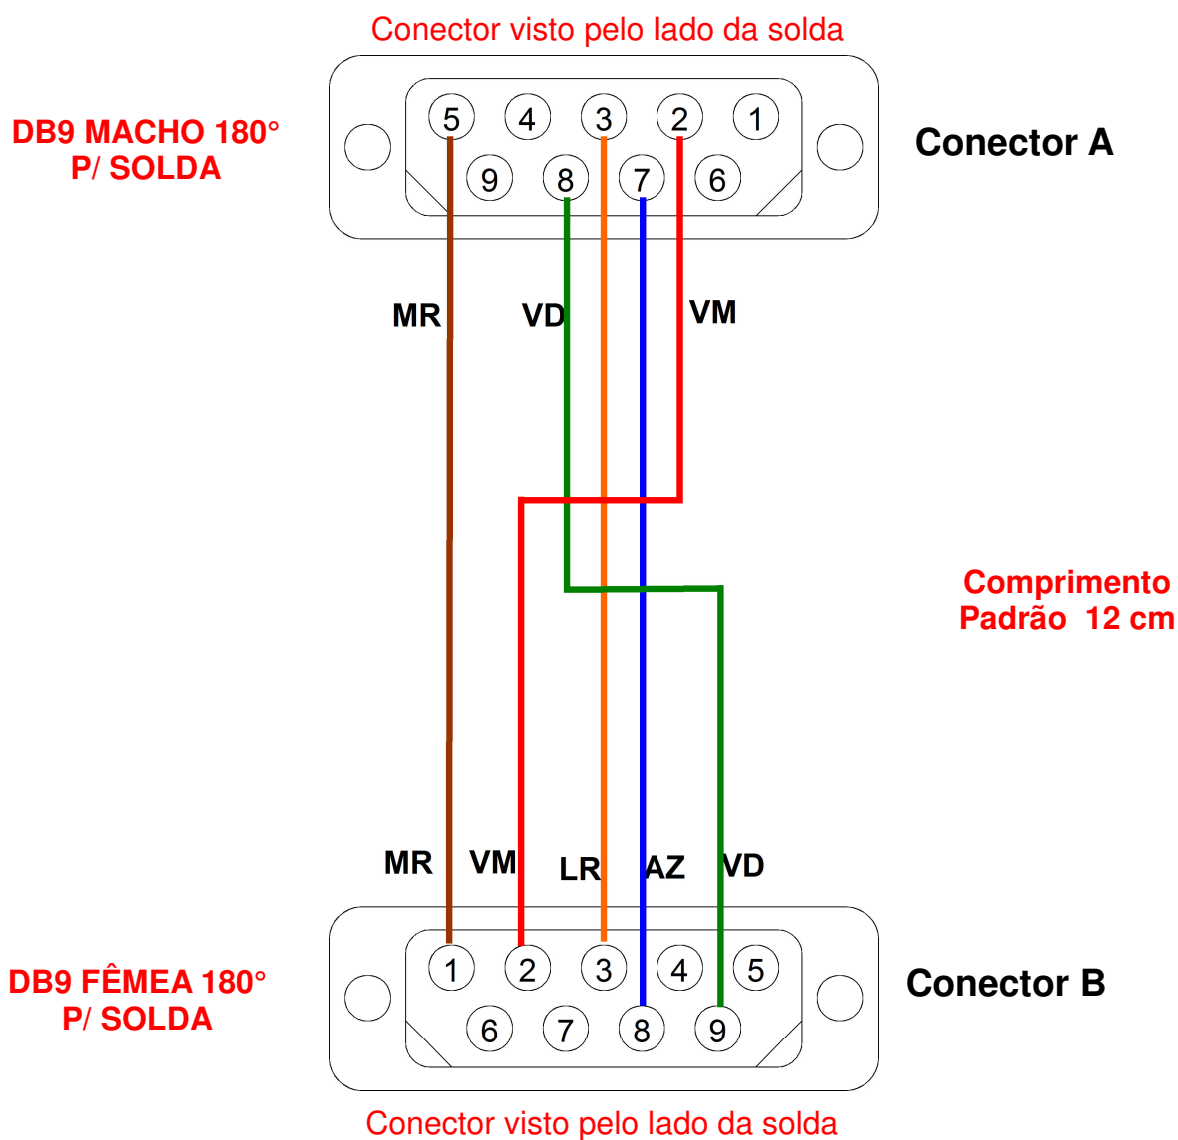 Conector visto pelo lado da solda
DB9 MACHO 180°
P/ SOLDA
5 4 3 2 1
9 8 7 6
Conector A
MR VD VM
Comprimento
Padrão 12 cm
MR VM LR AZ VD
DB9 FÊMEA 180°
P/ SOLDA
1 2 3 4 5
6 7 8 9
Conector B
Conector visto pelo lado da solda